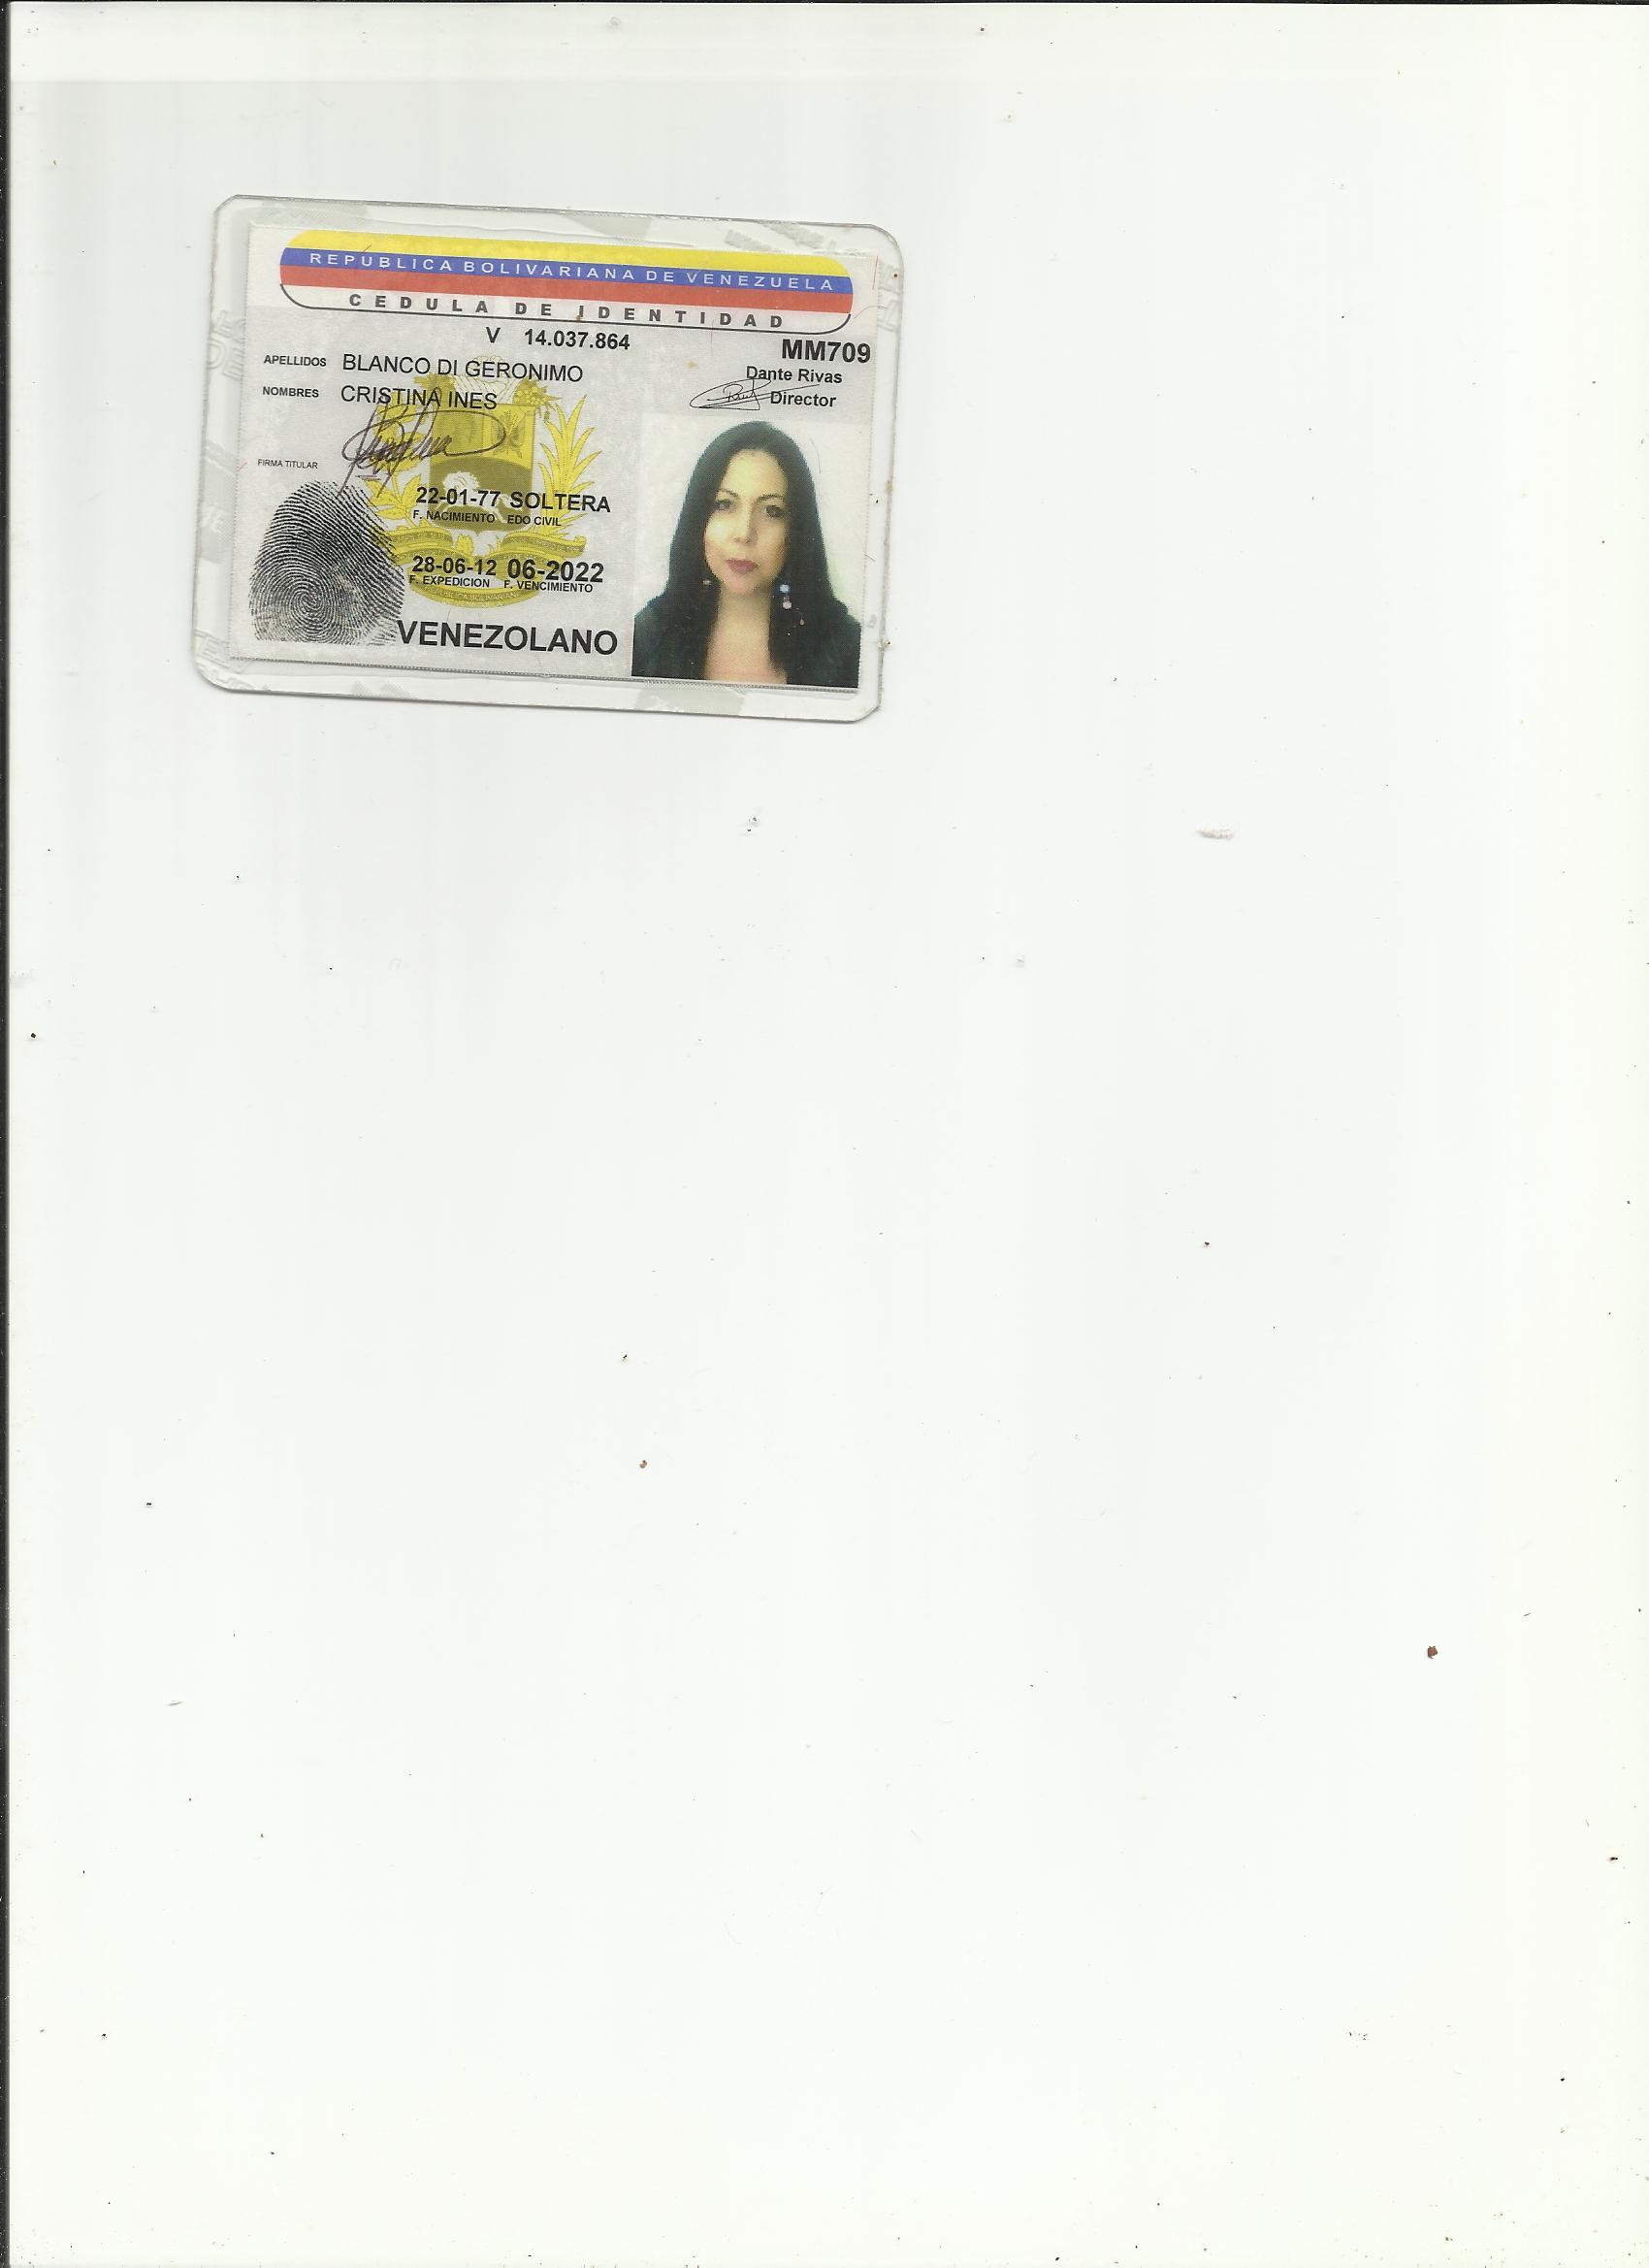 REPUBLICA BOLIVARIANA DE VENEZUELA
CEDULA DE IDENTIDAD
V 14.037.864
MM709
APELLIDOS BLANCO DI GERONIMO
Dante Rivas
NOMBRES CRISTINA INES
Director
FIRMA TITULAR
22-01-77 SOLTERA
F. NACIMIENTO EDO CIVIL
28-06-12 06-2022
F. EXPEDICION F. VENCIMIENTO
VENEZOLANO